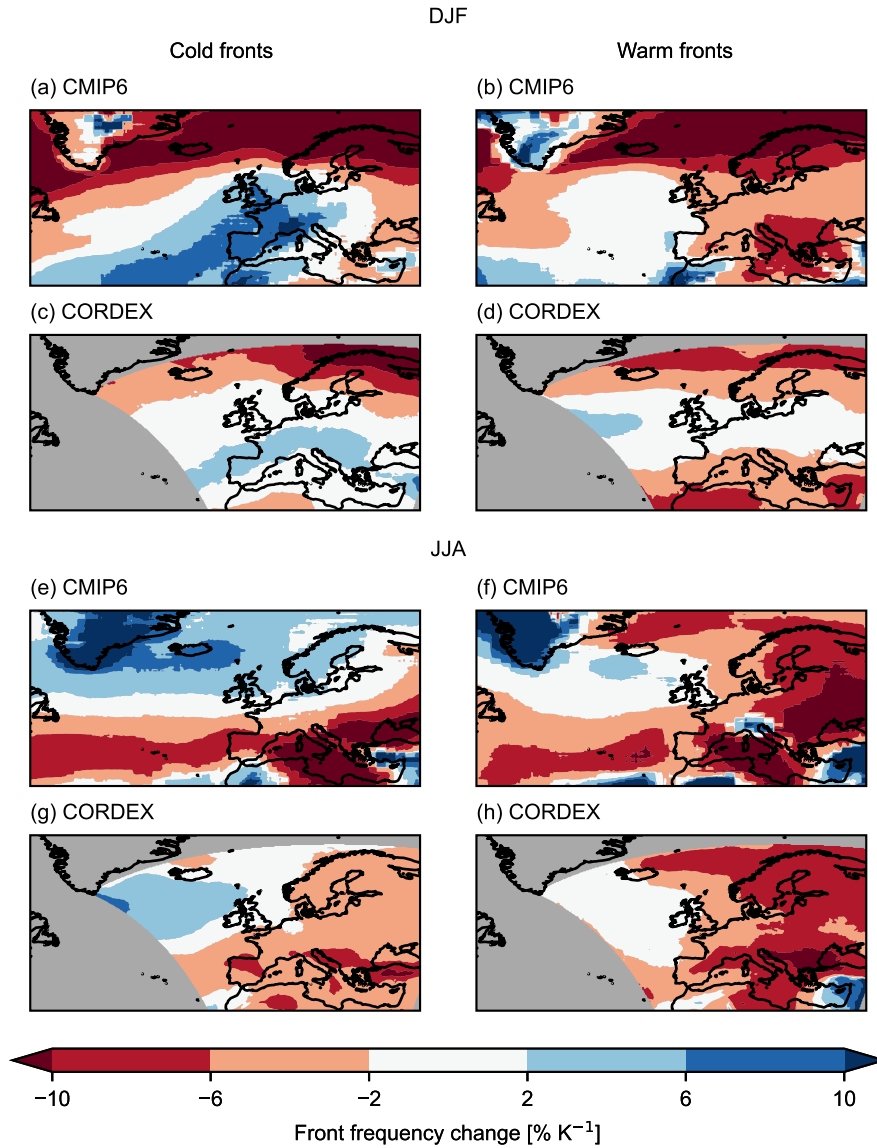 DJF
Cold fronts
Warm fronts
(a) CMIP6
(b) CMIP6
(c) CORDEX
(d) CORDEX
JJA
(e) CMIP6
(f) CMIP6
(g) CORDEX
(h) CORDEX
−10 −6 −2 2 6 10
Front frequency change [% K⁻¹]